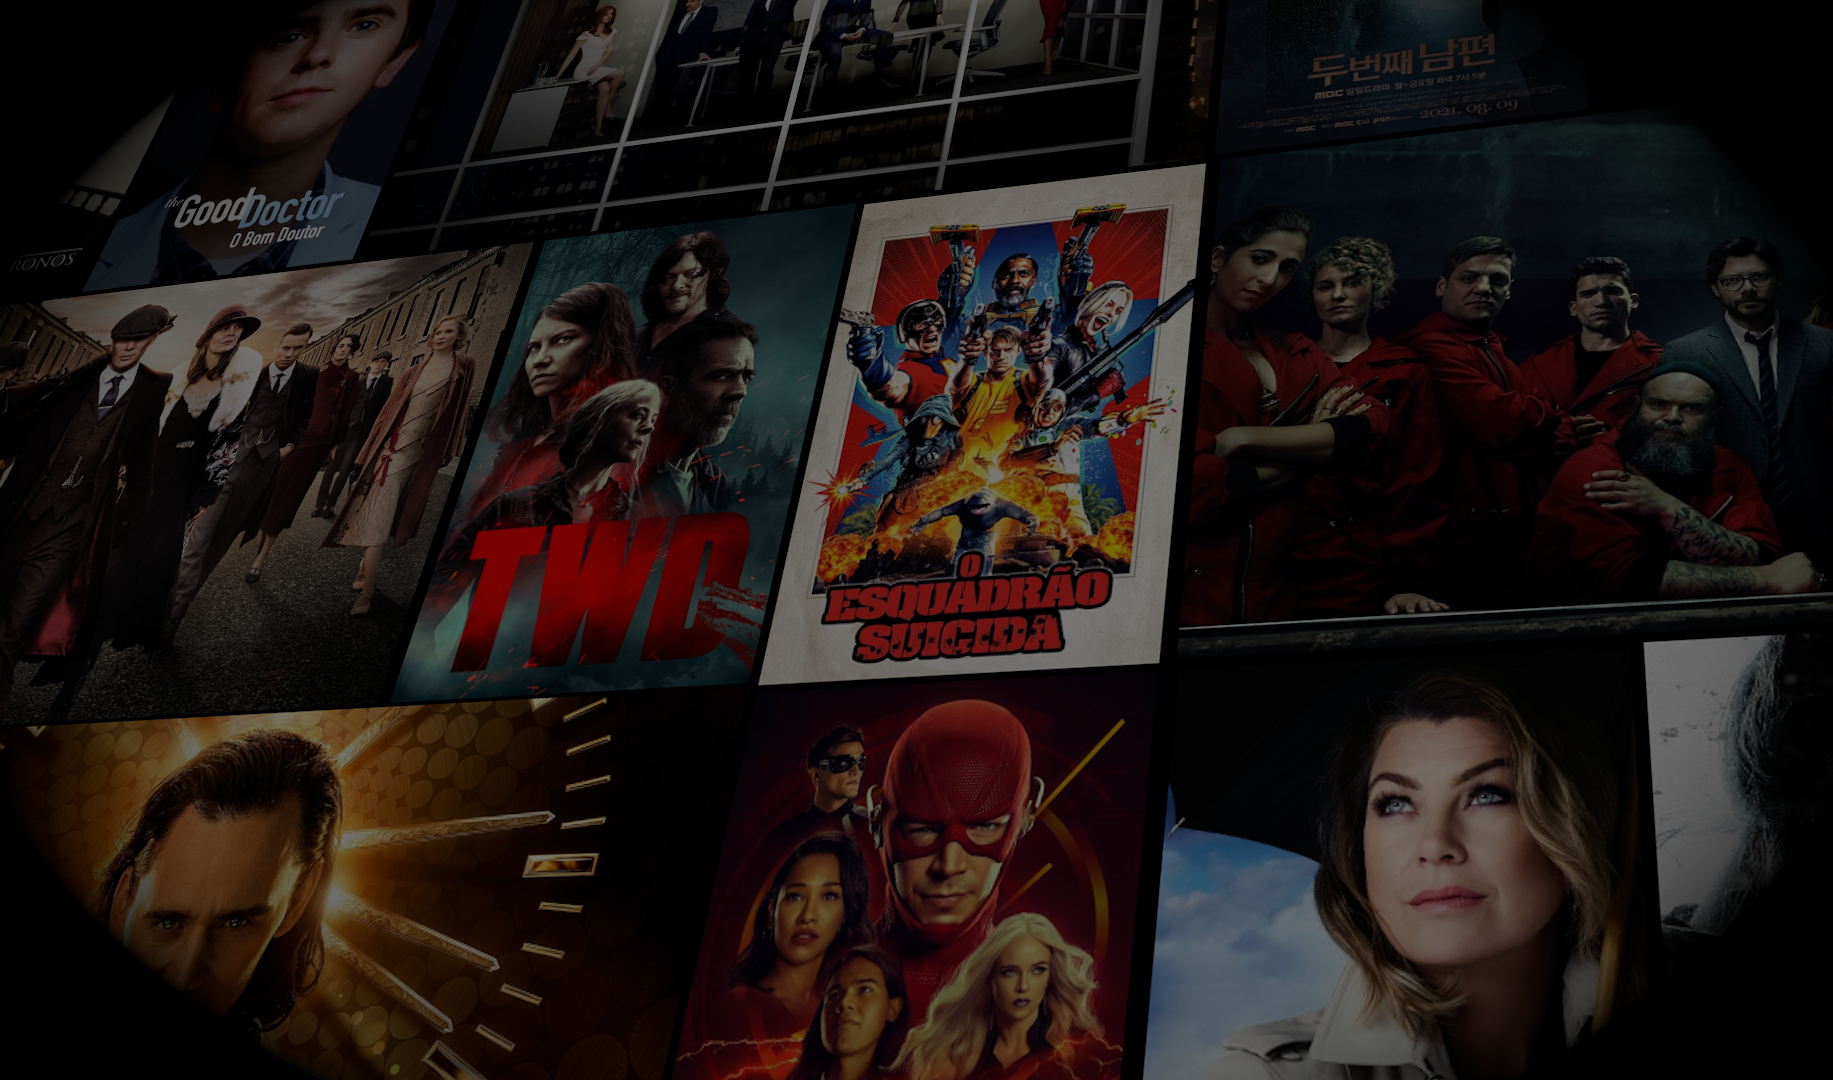 the Good Doctor
O Bom Doutor
RONOS
두 번째 남편
MBC 일일드라마 월~금요일 저녁 7시 5분
2021. 08. 09
TWD
O
ESQUADRÃO
SUICIDA